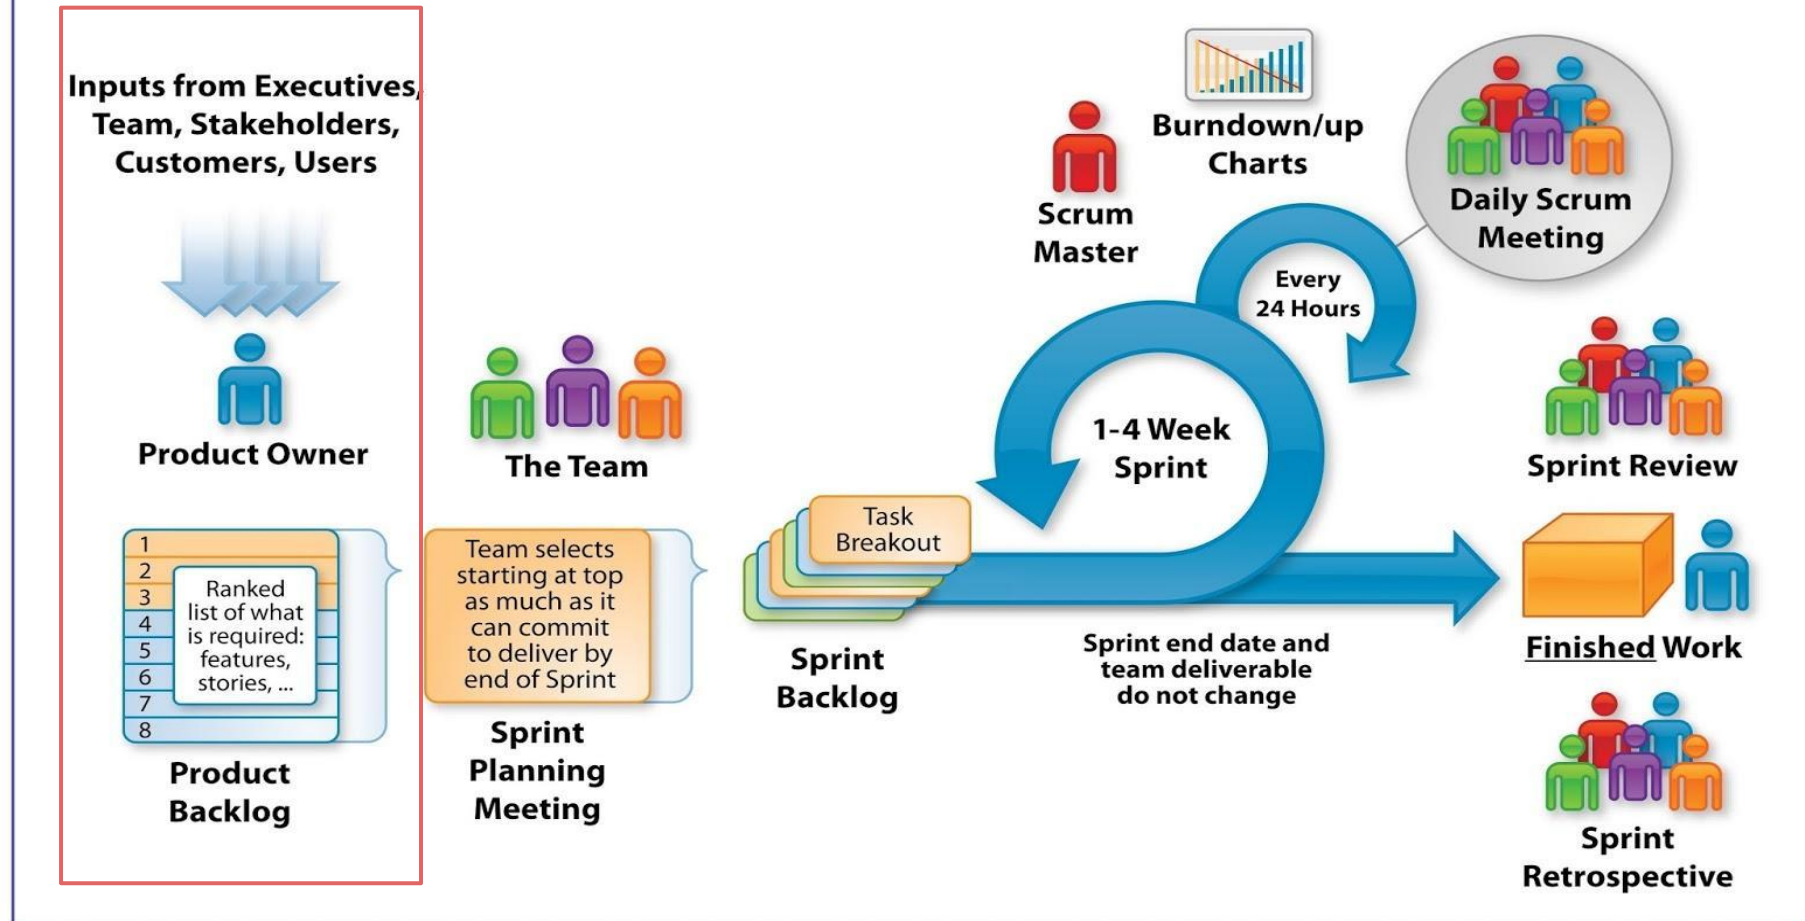 Inputs from Executives,
Team, Stakeholders,
Customers, Users
Product Owner
1
2
3
4
5
6
7
8
Ranked
list of what
is required:
features,
stories, ...
Product
Backlog
The Team
Team selects
starting at top
as much as it
can commit
to deliver by
end of Sprint
Sprint
Planning
Meeting
Task
Breakout
Sprint
Backlog
Scrum
Master
Burndown/up
Charts
Every
24 Hours
1-4 Week
Sprint
Sprint end date and
team deliverable
do not change
Daily Scrum
Meeting
Sprint Review
Finished Work
Sprint
Retrospective